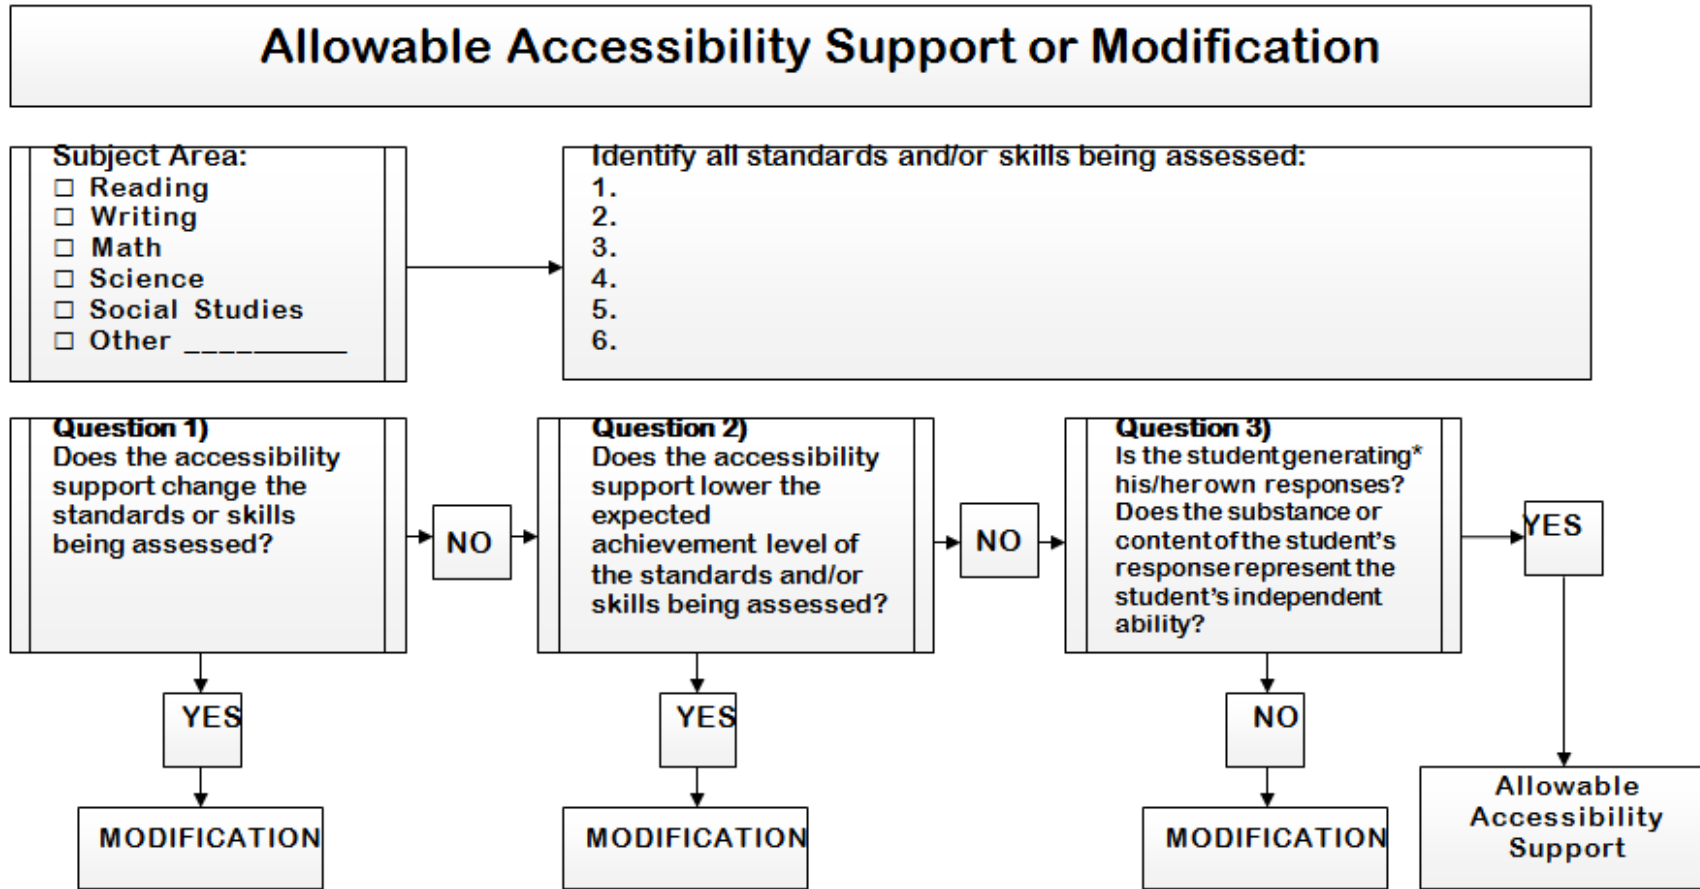 Allowable Accessibility Support or Modification
Subject Area:
☐ Reading
☐ Writing
☐ Math
☐ Science
☐ Social Studies
☐ Other __________
Identify all standards and/or skills being assessed:
1.
2.
3.
4.
5.
6.
Question 1)
Does the accessibility
support change the
standards or skills
being assessed?
NO
Question 2)
Does the accessibility
support lower the
expected
achievement level of
the standards and/or
skills being assessed?
NO
Question 3)
Is the student generating*
his/her own responses?
Does the substance or
content of the student's
response represent the
student's independent
ability?
YES
YES
YES
NO
MODIFICATION
MODIFICATION
MODIFICATION
Allowable
Accessibility
Support